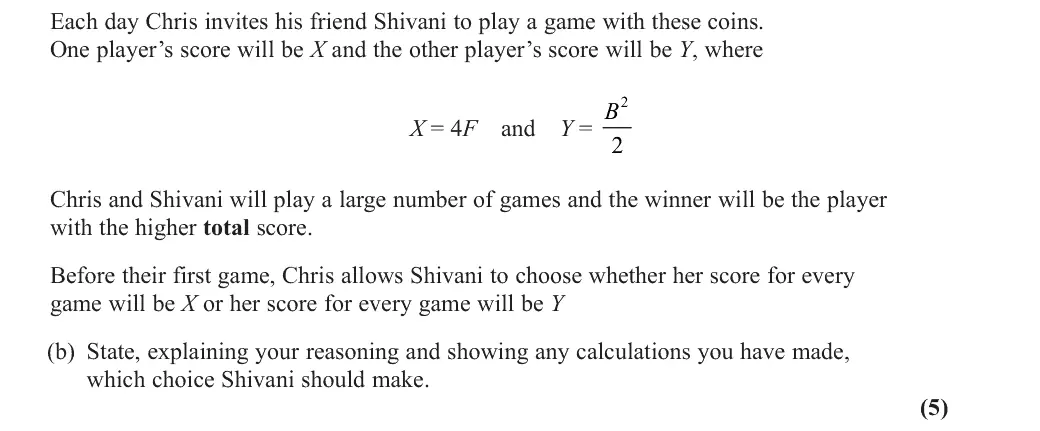 Each day Chris invites his friend Shivani to play a game with these coins.
One player’s score will be X and the other player’s score will be Y, where
X = 4F and Y = B²/2
Chris and Shivani will play a large number of games and the winner will be the player
with the higher total score.
Before their first game, Chris allows Shivani to choose whether her score for every
game will be X or her score for every game will be Y
(b) State, explaining your reasoning and showing any calculations you have made,
which choice Shivani should make.
(5)